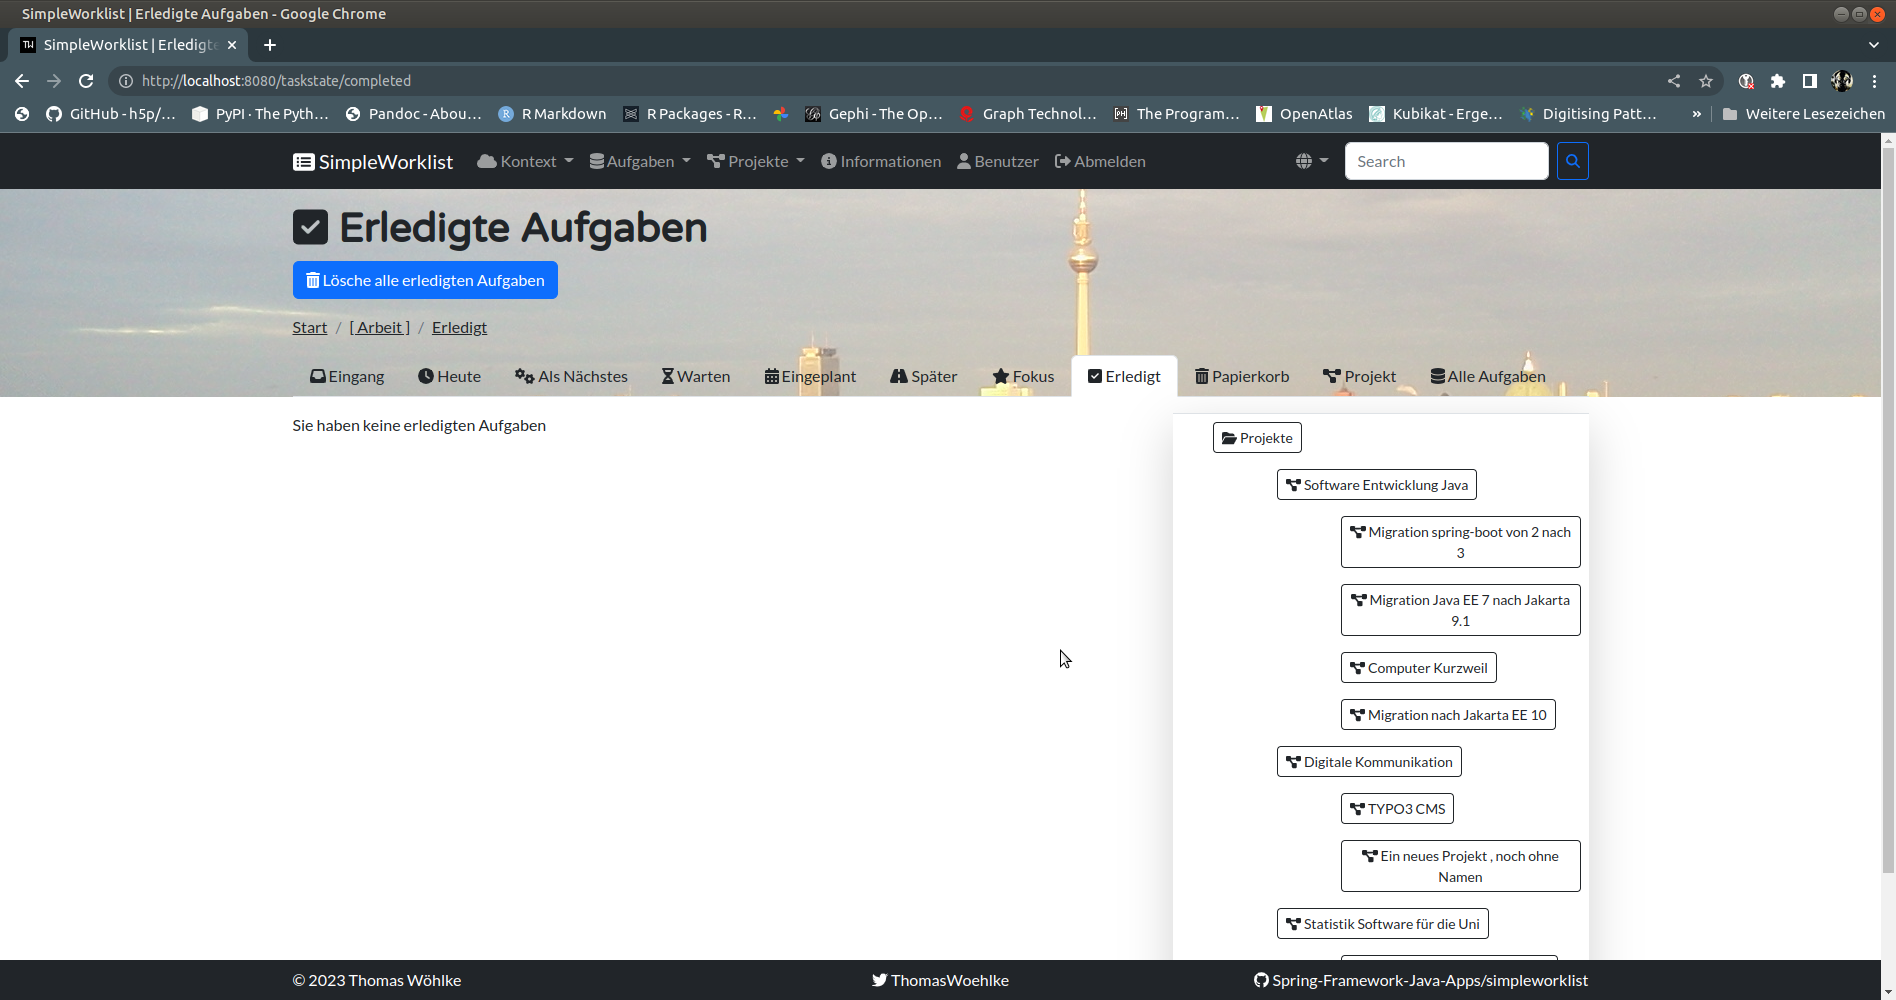 SimpleWorklist | Erledigte Aufgaben - Google Chrome
SimpleWorklist | Erledigte
http://localhost:8080/taskstate/completed
GitHub - h5p/… PyPI · The Pyth… Pandoc - Abou… R Markdown R Packages - R… Gephi - The Op… Graph Technol… The Program… OpenAtlas Kubikat - Erge… Digitising Patt… » Weitere Lesezeichen
SimpleWorklist Kontext Aufgaben Projekte Informationen Benutzer Abmelden Search
Erledigte Aufgaben
Lösche alle erledigten Aufgaben
Start / [ Arbeit ] / Erledigt
Eingang Heute Als Nächstes Warten Eingeplant Später Fokus Erledigt Papierkorb Projekt Alle Aufgaben
Sie haben keine erledigten Aufgaben
Projekte
Software Entwicklung Java
Migration spring-boot von 2 nach
3
Migration Java EE 7 nach Jakarta
9.1
Computer Kurzweil
Migration nach Jakarta EE 10
Digitale Kommunikation
TYPO3 CMS
Ein neues Projekt , noch ohne
Namen
Statistik Software für die Uni
© 2023 Thomas Wöhlke ThomasWoehlke Spring-Framework-Java-Apps/simpleworklist